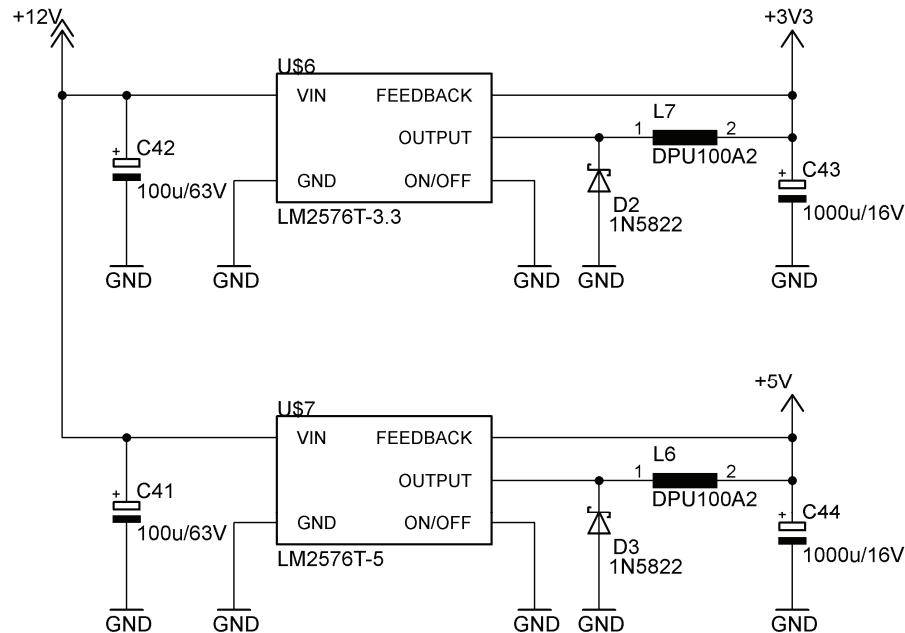 +12V
+3V3
U$6
VIN FEEDBACK
L7
OUTPUT
1 2
C42
+
DPU100A2
C43
+
100u/63V
GND ON/OFF
D2
1N5822
1000u/16V
LM2576T-3.3
GND GND GND GND GND
+5V
U$7
VIN FEEDBACK
L6
OUTPUT
1 2
C41
+
DPU100A2
C44
+
100u/63V
GND ON/OFF
D3
1N5822
1000u/16V
LM2576T-5
GND GND GND GND GND